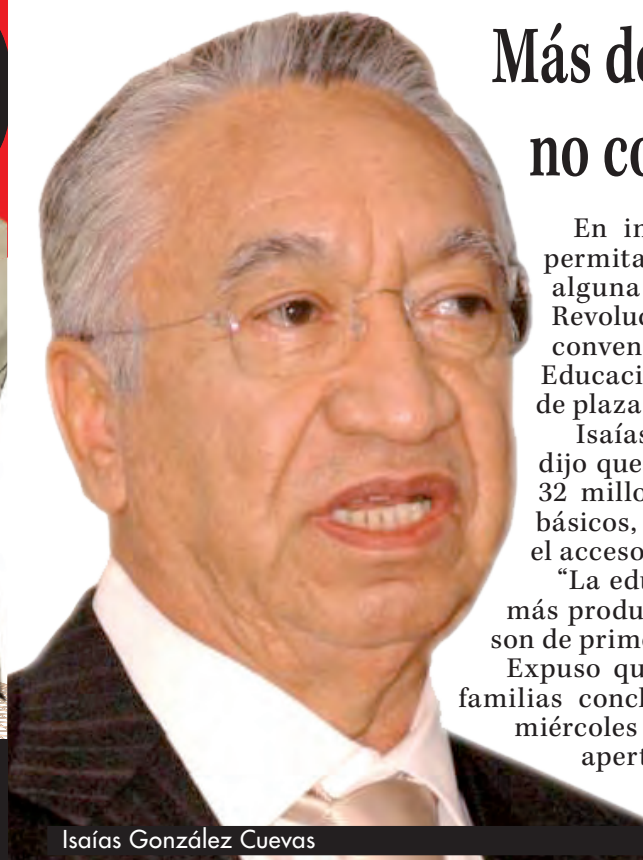 Más de
no co
En in
permita
alguna
Revoluc
conven
Educaci
de plaza
Isaías
dijo que
32 millo
básicos,
el acceso
“La edu
más produ
son de prime
Expuso qu
familias concl
miércoles
apert
Isaías González Cuevas